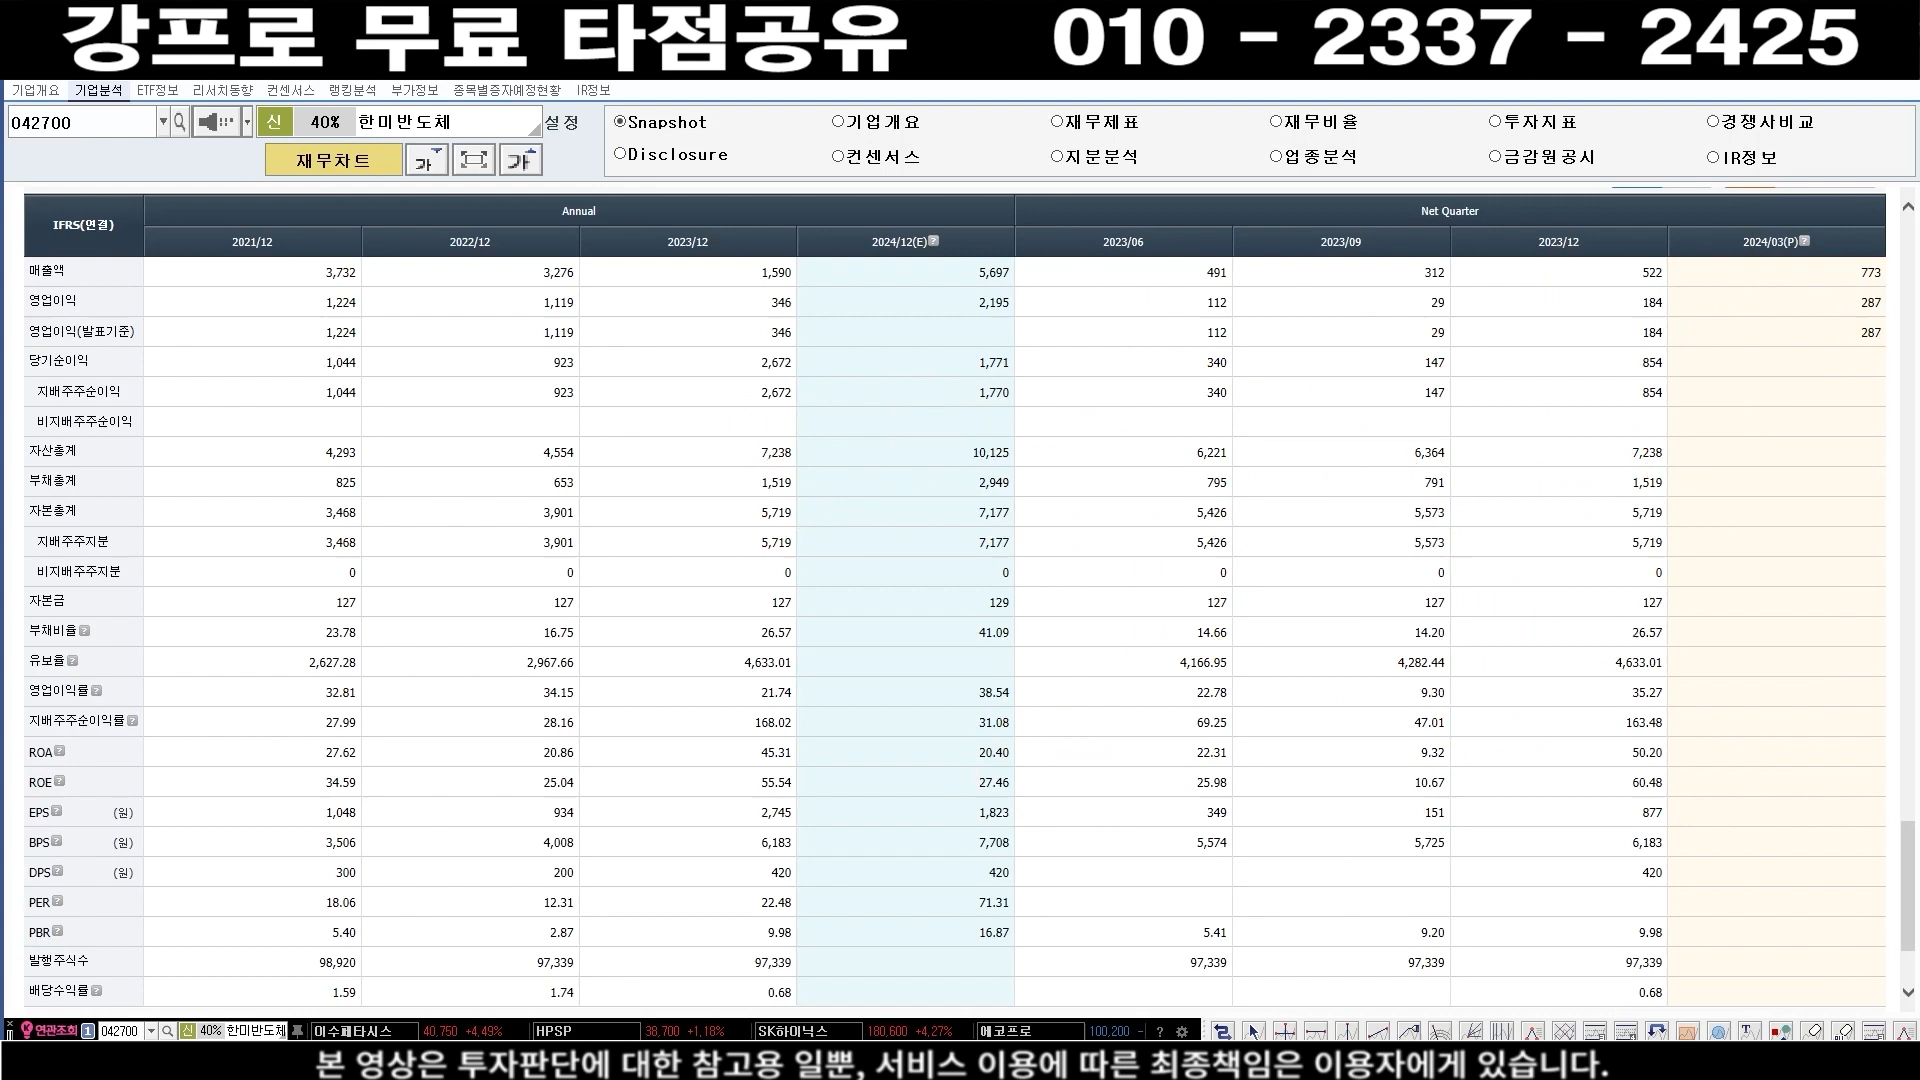 강프로 무료 타점공유 010 - 2337 - 2425
기업개요 기업분석 ETF정보 리서치동향 컨센서스 랭킹분석 부가정보 종목별증자예정현황 IR정보
042700 신 40% 한미반도체 설정
재무차트 가 가
Snapshot 기업개요 재무제표 재무비율 투자지표 경쟁사비교
Disclosure 컨센서스 지분분석 업종분석 금감원공시 IR정보
IFRS(연결) Annual Net Quarter
2021/12 2022/12 2023/12 2024/12(E) 2023/06 2023/09 2023/12 2024/03(P)
매출액 3,732 3,276 1,590 5,697 491 312 522 773
영업이익 1,224 1,119 346 2,195 112 29 184 287
영업이익(발표기준) 1,224 1,119 346 112 29 184 287
당기순이익 1,044 923 2,672 1,771 340 147 854
지배주주순이익 1,044 923 2,672 1,770 340 147 854
비지배주주순이익
자산총계 4,293 4,554 7,238 10,125 6,221 6,364 7,238
부채총계 825 653 1,519 2,949 795 791 1,519
자본총계 3,468 3,901 5,719 7,177 5,426 5,573 5,719
지배주주지분 3,468 3,901 5,719 7,177 5,426 5,573 5,719
비지배주주지분 0 0 0 0 0 0 0
자본금 127 127 127 129 127 127 127
부채비율 23.78 16.75 26.57 41.09 14.66 14.20 26.57
유보율 2,627.28 2,967.66 4,633.01 4,166.95 4,282.44 4,633.01
영업이익률 32.81 34.15 21.74 38.54 22.78 9.30 35.27
지배주주순이익률 27.99 28.16 168.02 31.08 69.25 47.01 163.48
ROA 27.62 20.86 45.31 20.40 22.31 9.32 50.20
ROE 34.59 25.04 55.54 27.46 25.98 10.67 60.48
EPS (원) 1,048 934 2,745 1,823 349 151 877
BPS (원) 3,506 4,008 6,183 7,708 5,574 5,725 6,183
DPS (원) 300 200 420 420 420
PER 18.06 12.31 22.48 71.31
PBR 5.40 2.87 9.98 16.87 5.41 9.20 9.98
발행주식수 98,920 97,339 97,339 97,339 97,339 97,339
배당수익률 1.59 1.74 0.68 0.68
연관조회 1 042700 신 40% 한미반도체 이수페타시스 40,750 +4,49% HPSP 38,700 +1,18% SK하이닉스 180,600 +4,27% 에코프로 100,200 - ?
본 영상은 투자판단에 대한 참고용 일뿐, 서비스 이용에 따른 최종책임은 이용자에게 있습니다.